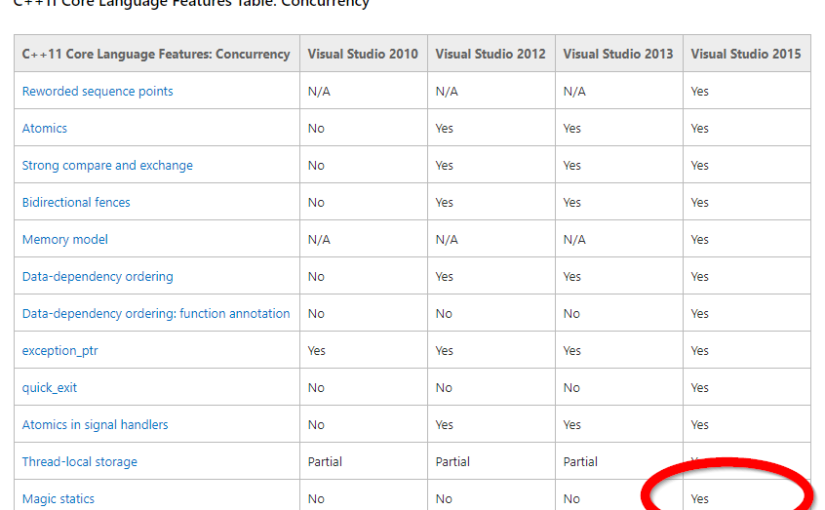 C++11 Core Language Features Table: Concurrency
C++11 Core Language Features: Concurrency Visual Studio 2010 Visual Studio 2012 Visual Studio 2013 Visual Studio 2015
Reworded sequence points N/A N/A N/A Yes
Atomics No Yes Yes Yes
Strong compare and exchange No Yes Yes Yes
Bidirectional fences No Yes Yes Yes
Memory model N/A N/A N/A Yes
Data-dependency ordering No Yes Yes Yes
Data-dependency ordering: function annotation No No No Yes
exception_ptr Yes Yes Yes Yes
quick_exit No No No Yes
Atomics in signal handlers No Yes Yes Yes
Thread-local storage Partial Partial Partial
Magic statics No No No Yes